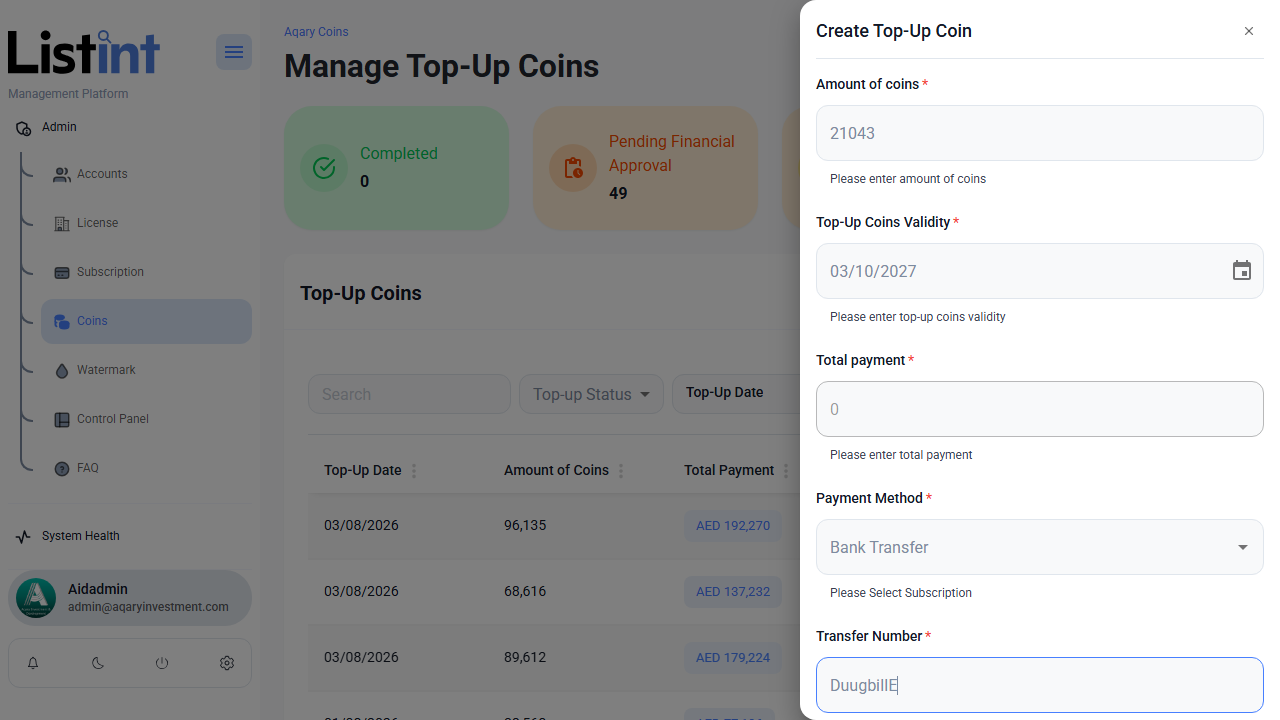 Listint
Management Platform
Admin
Accounts
License
Subscription
Coins
Watermark
Control Panel
FAQ
System Health
Aidadmin
admin@aqaryinvestment.com
Aqary Coins
Manage Top-Up Coins
Completed
0
Pending Financial
Approval
49
Top-Up Coins
Search
Top-up Status
Top-Up Date
Top-Up Date
Amount of Coins
Total Payment
03/08/2026
96,135
AED 192,270
03/08/2026
68,616
AED 137,232
03/08/2026
89,612
AED 179,224
Create Top-Up Coin
Amount of coins *
21043
Please enter amount of coins
Top-Up Coins Validity *
03/10/2027
Please enter top-up coins validity
Total payment *
0
Please enter total payment
Payment Method *
Bank Transfer
Please Select Subscription
Transfer Number *
DuugbillE